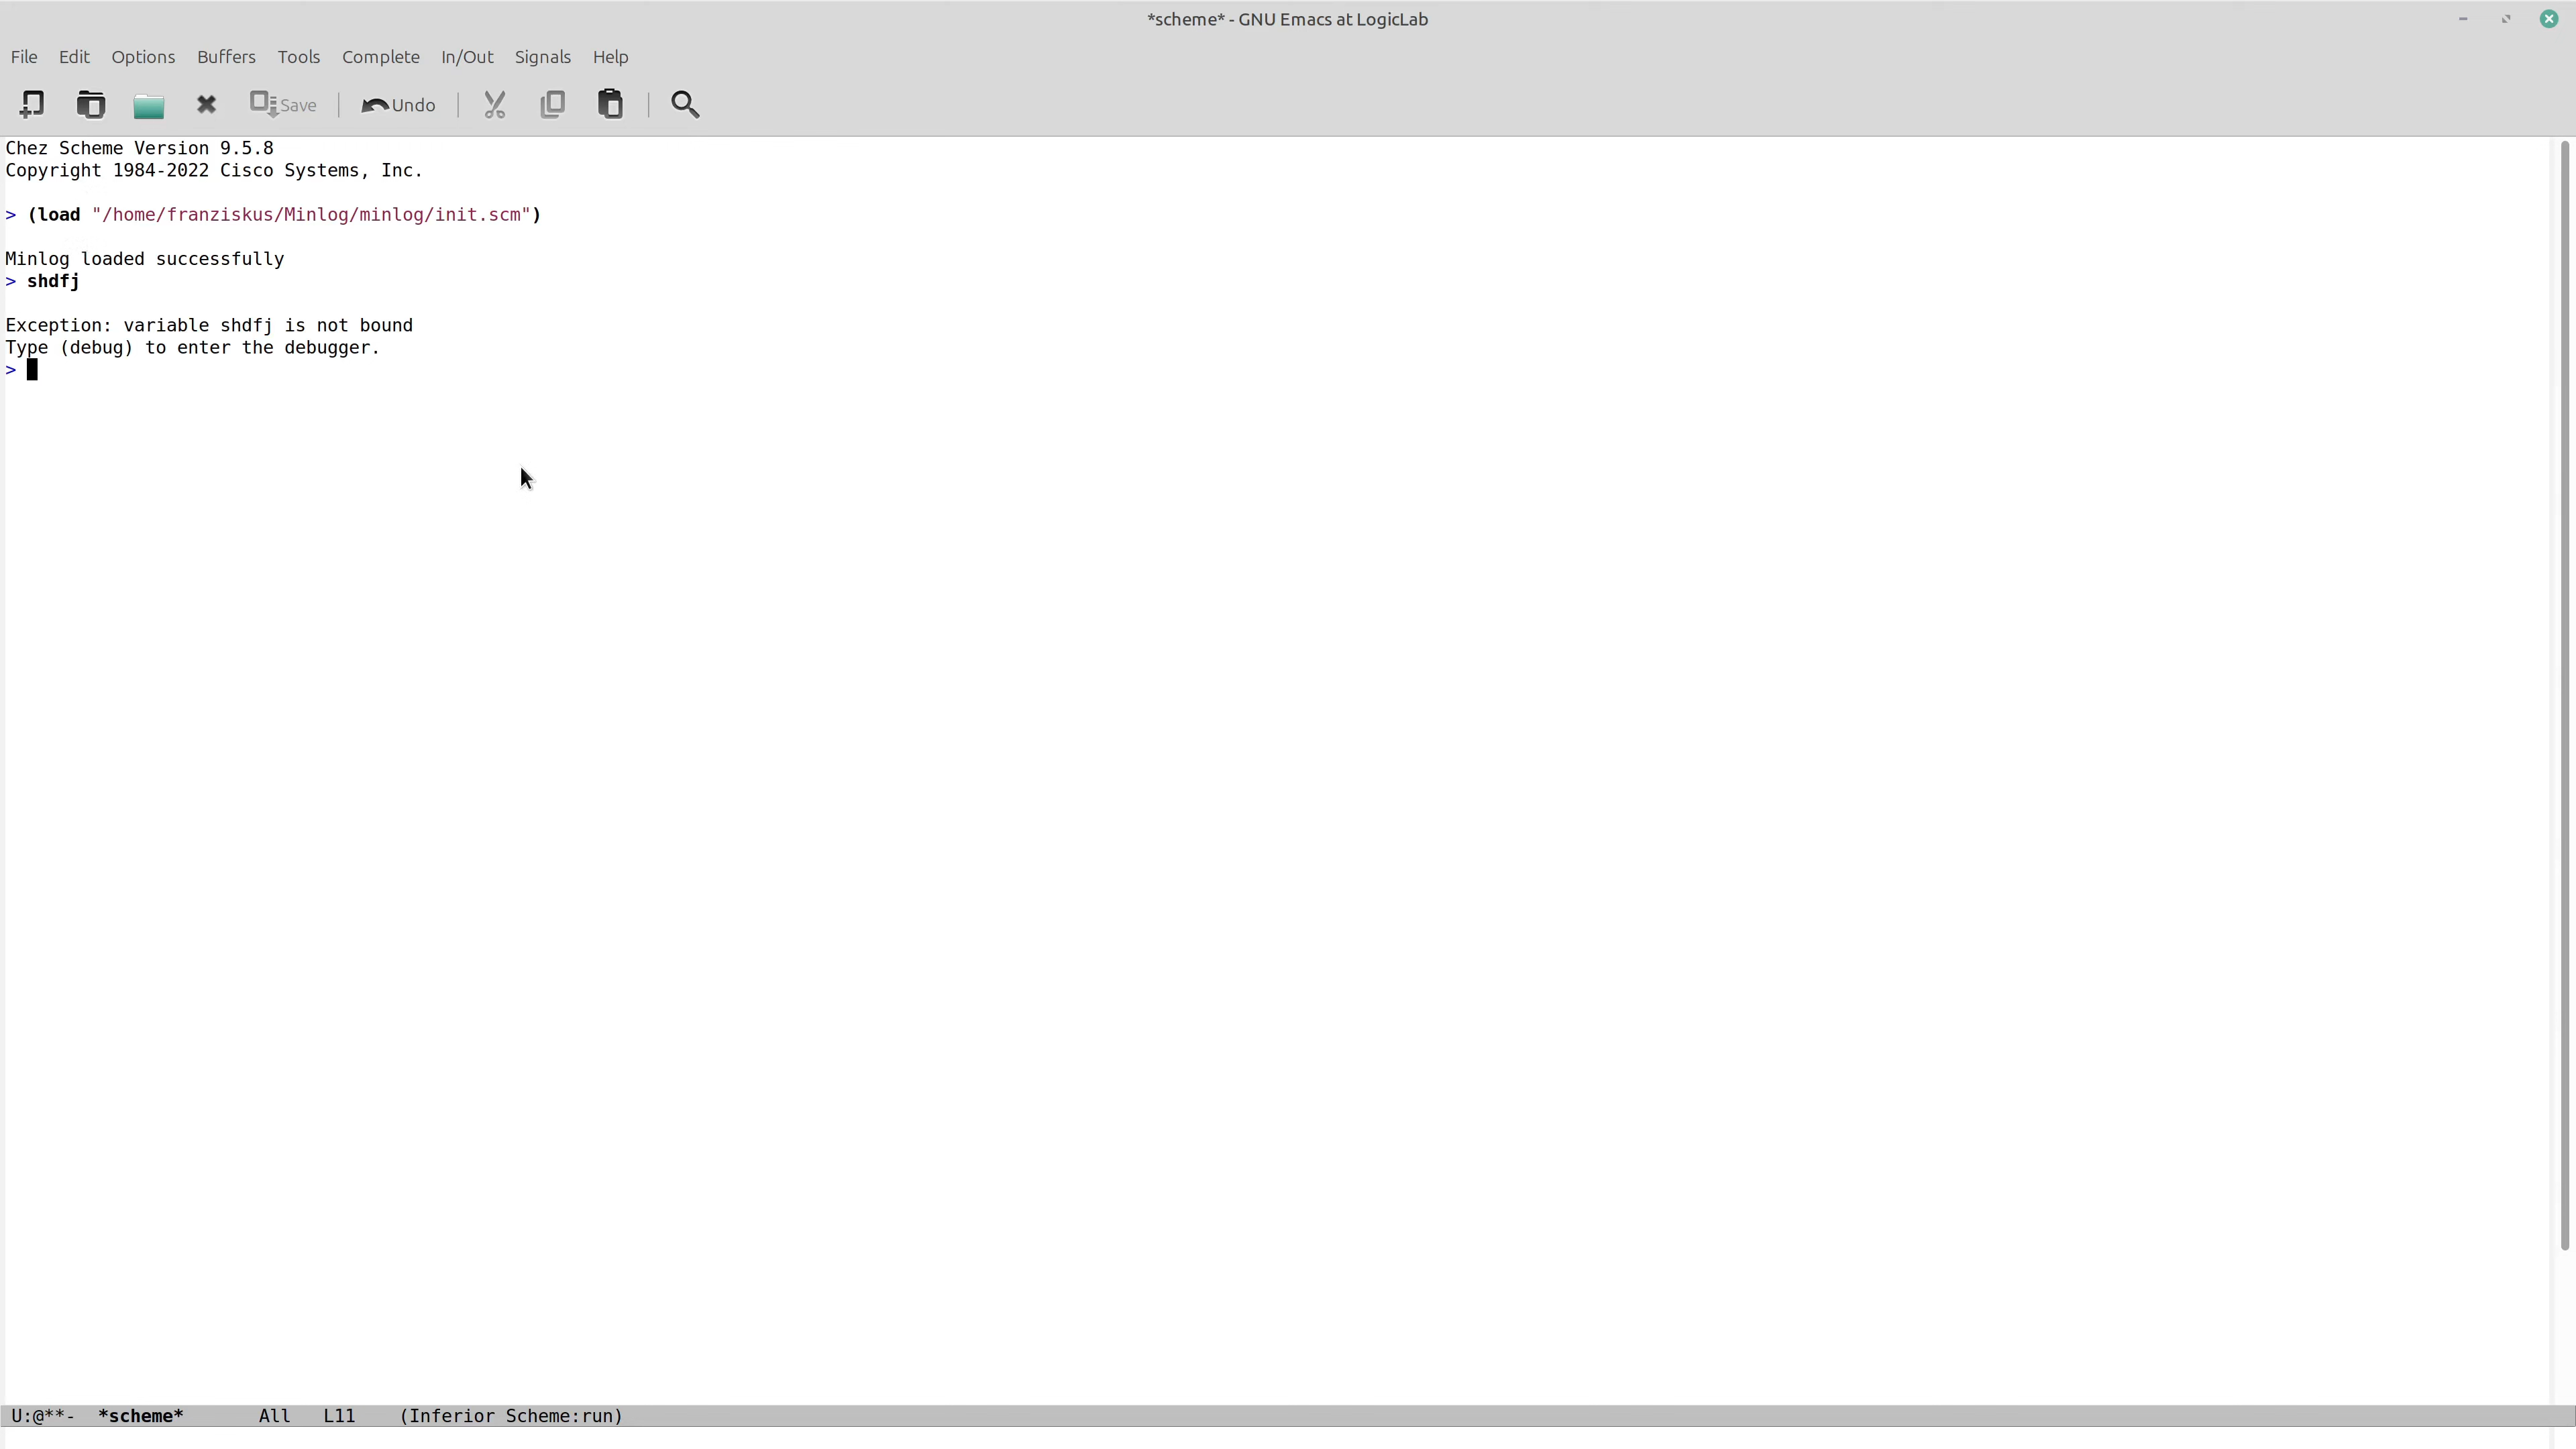 *scheme* - GNU Emacs at LogicLab
File Edit Options Buffers Tools Complete In/Out Signals Help
Save Undo
Chez Scheme Version 9.5.8
Copyright 1984-2022 Cisco Systems, Inc.
> (load "/home/franziskus/Minlog/minlog/init.scm")
Minlog loaded successfully
> shdfj
Exception: variable shdfj is not bound
Type (debug) to enter the debugger.
>
U:@**- *scheme* All L11 (Inferior Scheme:run)